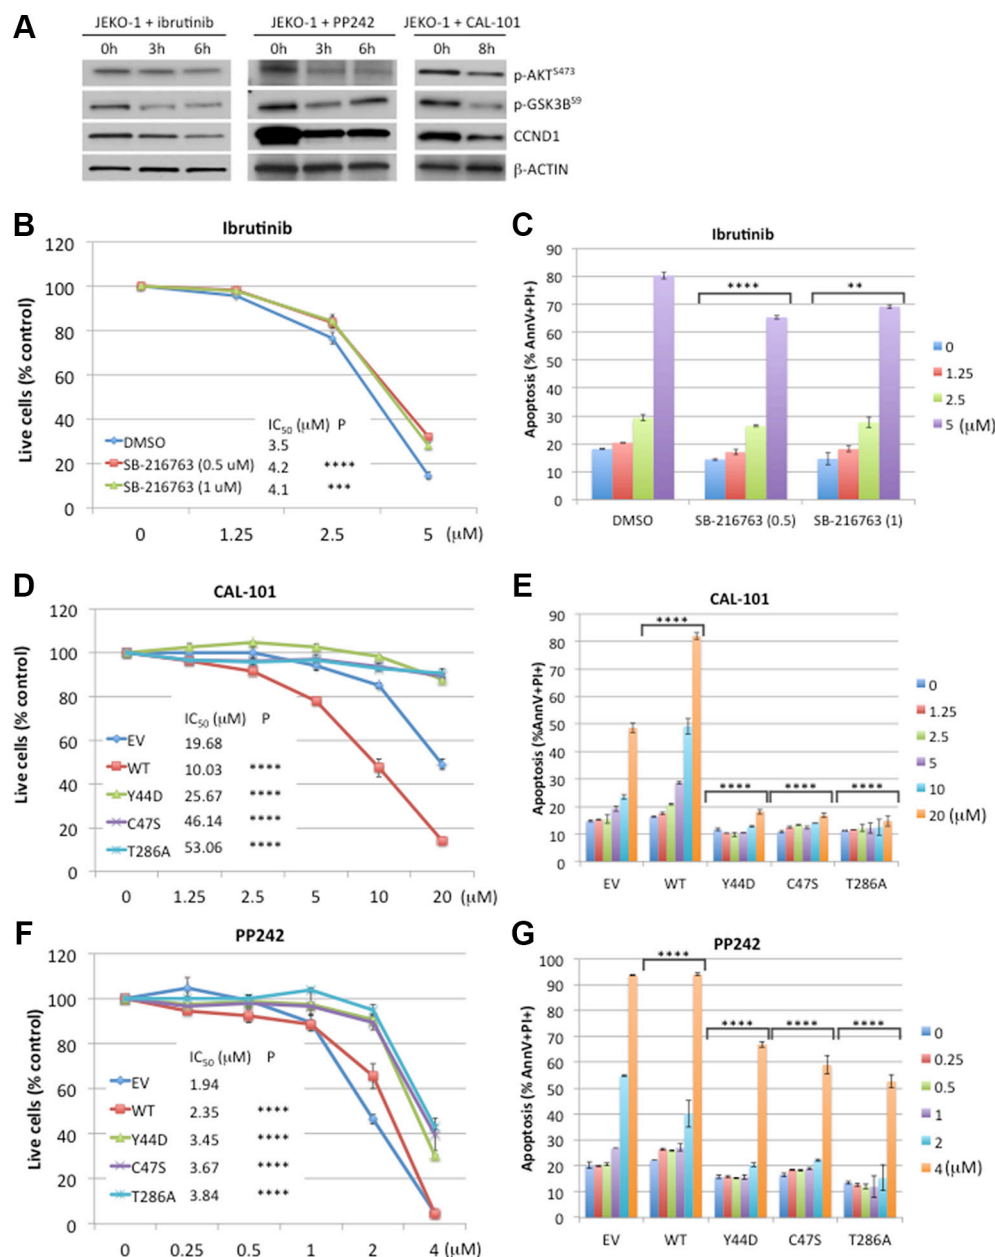 A
JEKO-1 + ibrutinib
JEKO-1 + PP242
JEKO-1 + CAL-101
0h 3h 6h
0h 3h 6h
0h 8h
p-AKTS473
p-GSK3BS9
CCND1
β-ACTIN
B
Ibrutinib
Live cells (% control)
120
100
80
60
40
20
0
IC50 (μM) P
DMSO 3.5
SB-216763 (0.5 uM) 4.2 ****
SB-216763 (1 uM) 4.1 ***
0 1.25 2.5 5 (μM)
C
Ibrutinib
Apoptosis (% AnnV+PI+)
90
80
70
60
50
40
30
20
10
0
****
**
0
1.25
2.5
5 (μM)
DMSO SB-216763 (0.5) SB-216763 (1)
D
CAL-101
Live cells (% control)
120
100
80
60
40
20
0
IC50 (μM) P
EV 19.68
WT 10.03 ****
Y44D 25.67 ****
C47S 46.14 ****
T286A 53.06 ****
0 1.25 2.5 5 10 20 (μM)
E
CAL-101
Apoptosis (%AnnV+PI+)
90
80
70
60
50
40
30
20
10
0
****
**** **** ****
0
1.25
2.5
5
10
20 (μM)
EV WT Y44D C47S T286A
F
PP242
Live cells (% control)
120
100
80
60
40
20
0
IC50 (μM) P
EV 1.94
WT 2.35 ****
Y44D 3.45 ****
C47S 3.67 ****
T286A 3.84 ****
0 0.25 0.5 1 2 4 (μM)
G
PP242
Apoptosis (% AnnV+PI+)
100
90
80
70
60
50
40
30
20
10
0
****
**** **** ****
0
0.25
0.5
1
2
4 (μM)
EV WT Y44D C47S T286A